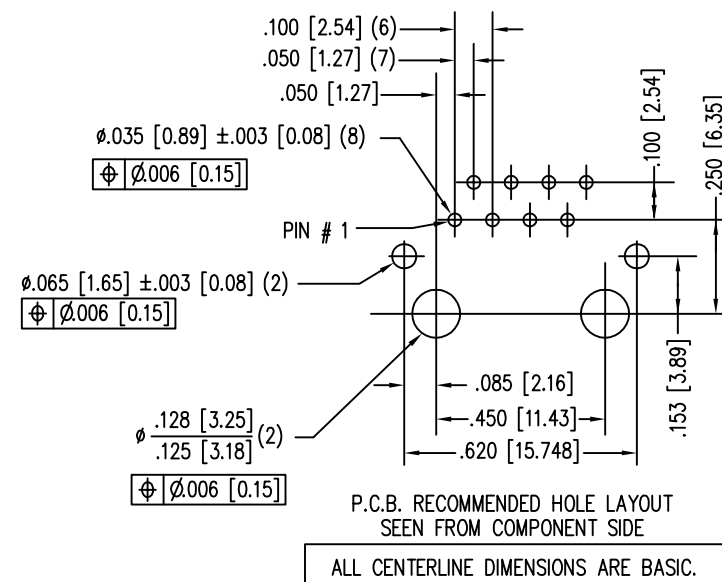 .100 [2.54] (6)
.050 [1.27] (7)
.050 [1.27]
.100 [2.54]
.250 [6.35]
ø.035 [0.89] ±.003 [0.08] (8)
⌖ Ø.006 [0.15]
PIN # 1
ø.065 [1.65] ±.003 [0.08] (2)
⌖ Ø.006 [0.15]
.153 [3.89]
.085 [2.16]
.450 [11.43]
.620 [15.748]
ø .128 [3.25]
.125 [3.18] (2)
⌖ Ø.006 [0.15]
P.C.B. RECOMMENDED HOLE LAYOUT
SEEN FROM COMPONENT SIDE
ALL CENTERLINE DIMENSIONS ARE BASIC.